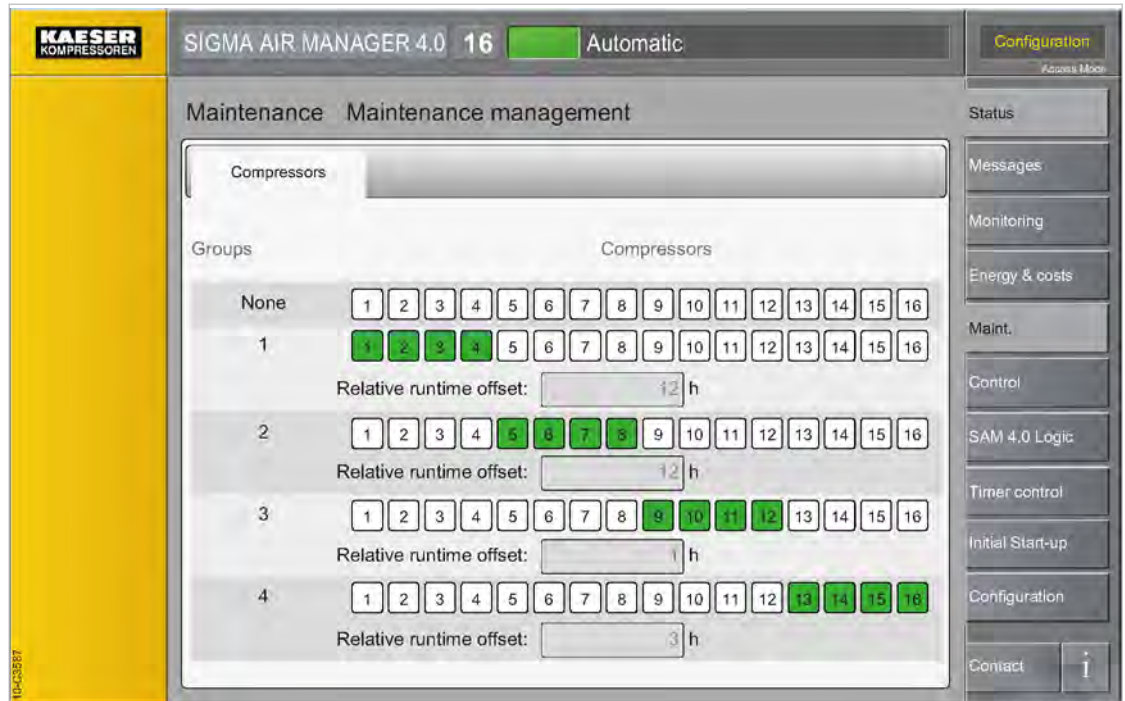 KAESER
KOMPRESSOREN
SIGMA AIR MANAGER 4.0 16 Automatic
Configuration
Access Mode
Maintenance Maintenance management
Status
Compressors
Messages
Monitoring
Groups Compressors
Energy & costs
None 1 2 3 4 5 6 7 8 9 10 11 12 13 14 15 16
Maint.
1 1 2 3 4 5 6 7 8 9 10 11 12 13 14 15 16
Relative runtime offset: 12 h
Control
2 1 2 3 4 5 6 7 8 9 10 11 12 13 14 15 16
SAM 4.0 Logic
Relative runtime offset: 12 h
Timer control
3 1 2 3 4 5 6 7 8 9 10 11 12 13 14 15 16
Initial Start-up
Relative runtime offset: 1 h
4 1 2 3 4 5 6 7 8 9 10 11 12 13 14 15 16
Configuration
Relative runtime offset: 3 h
Contact i
10-C3587